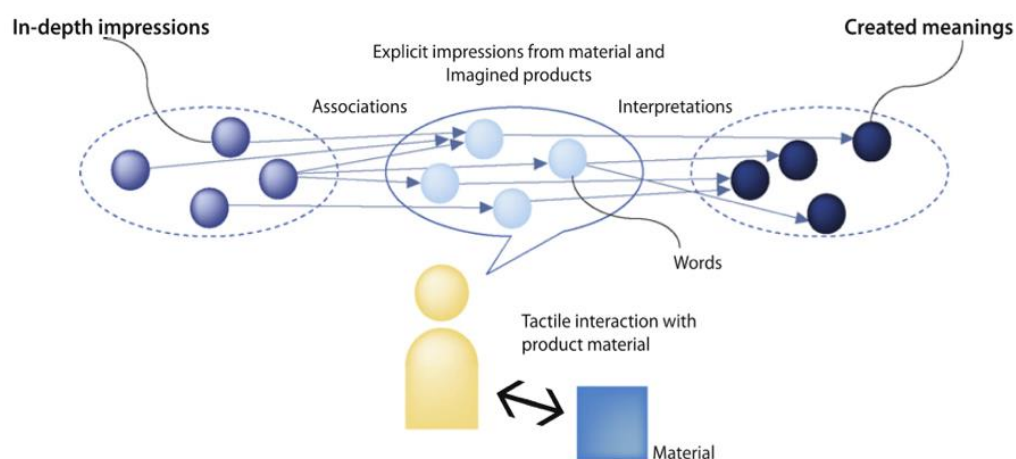 In-depth impressions
Created meanings
Explicit impressions from material and
Imagined products
Associations
Interpretations
Words
Tactile interaction with
product material
Material